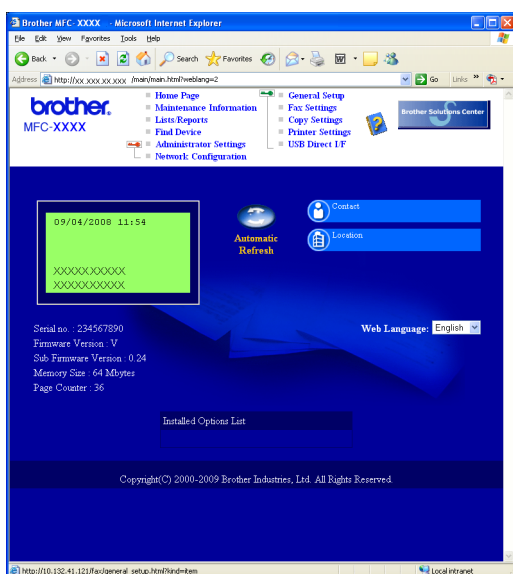 Brother MFC- XXXX - Microsoft Internet Explorer
File Edit View Favorites Tools Help
Back Search Favorites
Address http://xx.xxx.xx.xxx /main/main.html?weblang=2 Go Links »
brother.
MFC-XXXX
Home Page
Maintenance Information
Lists/Reports
Find Device
Administrator Settings
Network Configuration
General Setup
Fax Settings
Copy Settings
Printer Settings
USB Direct I/F
Brother Solutions Center
09/04/2008 11:54
XXXXXXXXXX
XXXXXXXXXX
Automatic
Refresh
Contact
Location
Serial no. : 234567890
Firmware Version : V
Sub Firmware Version : 0.24
Memory Size : 64 Mbytes
Page Counter : 36
Web Language: English
Installed Options List
Copyright(C) 2000-2009 Brother Industries, Ltd. All Rights Reserved.
http://10.132.41.121/fax/general_setup.html?kind=item Local intranet